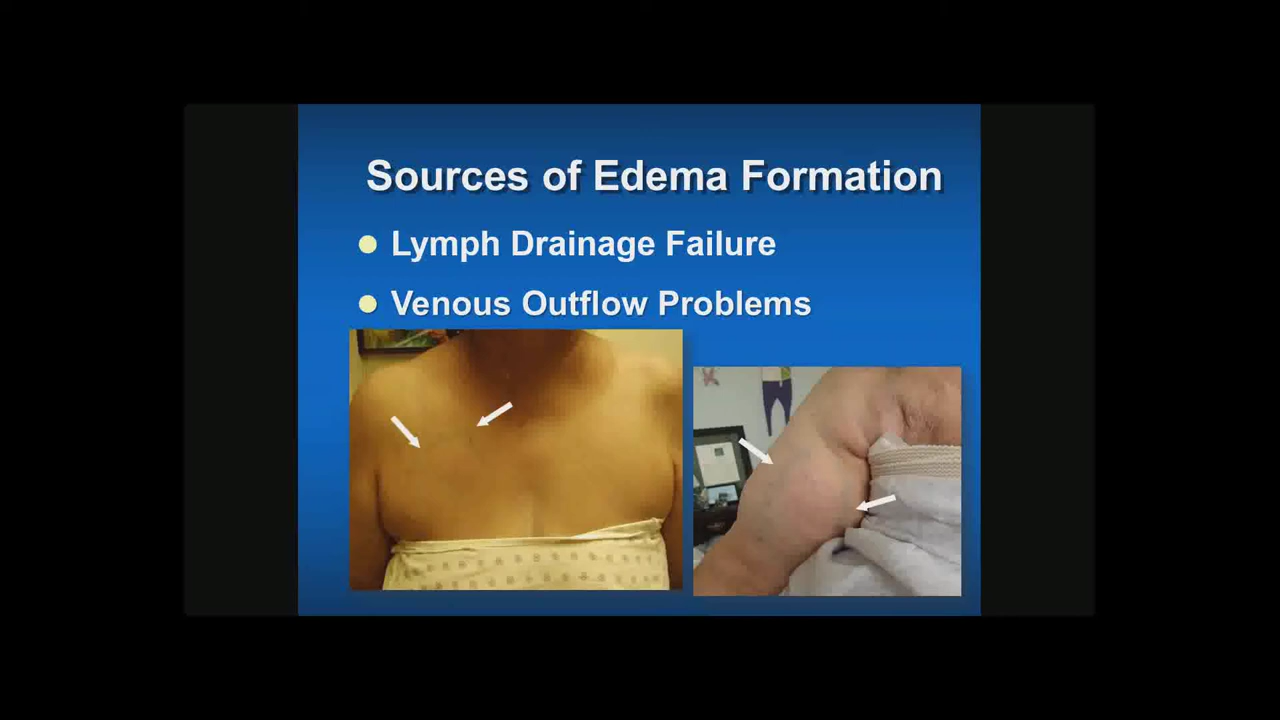 Sources of Edema Formation
Lymph Drainage Failure
Venous Outflow Problems